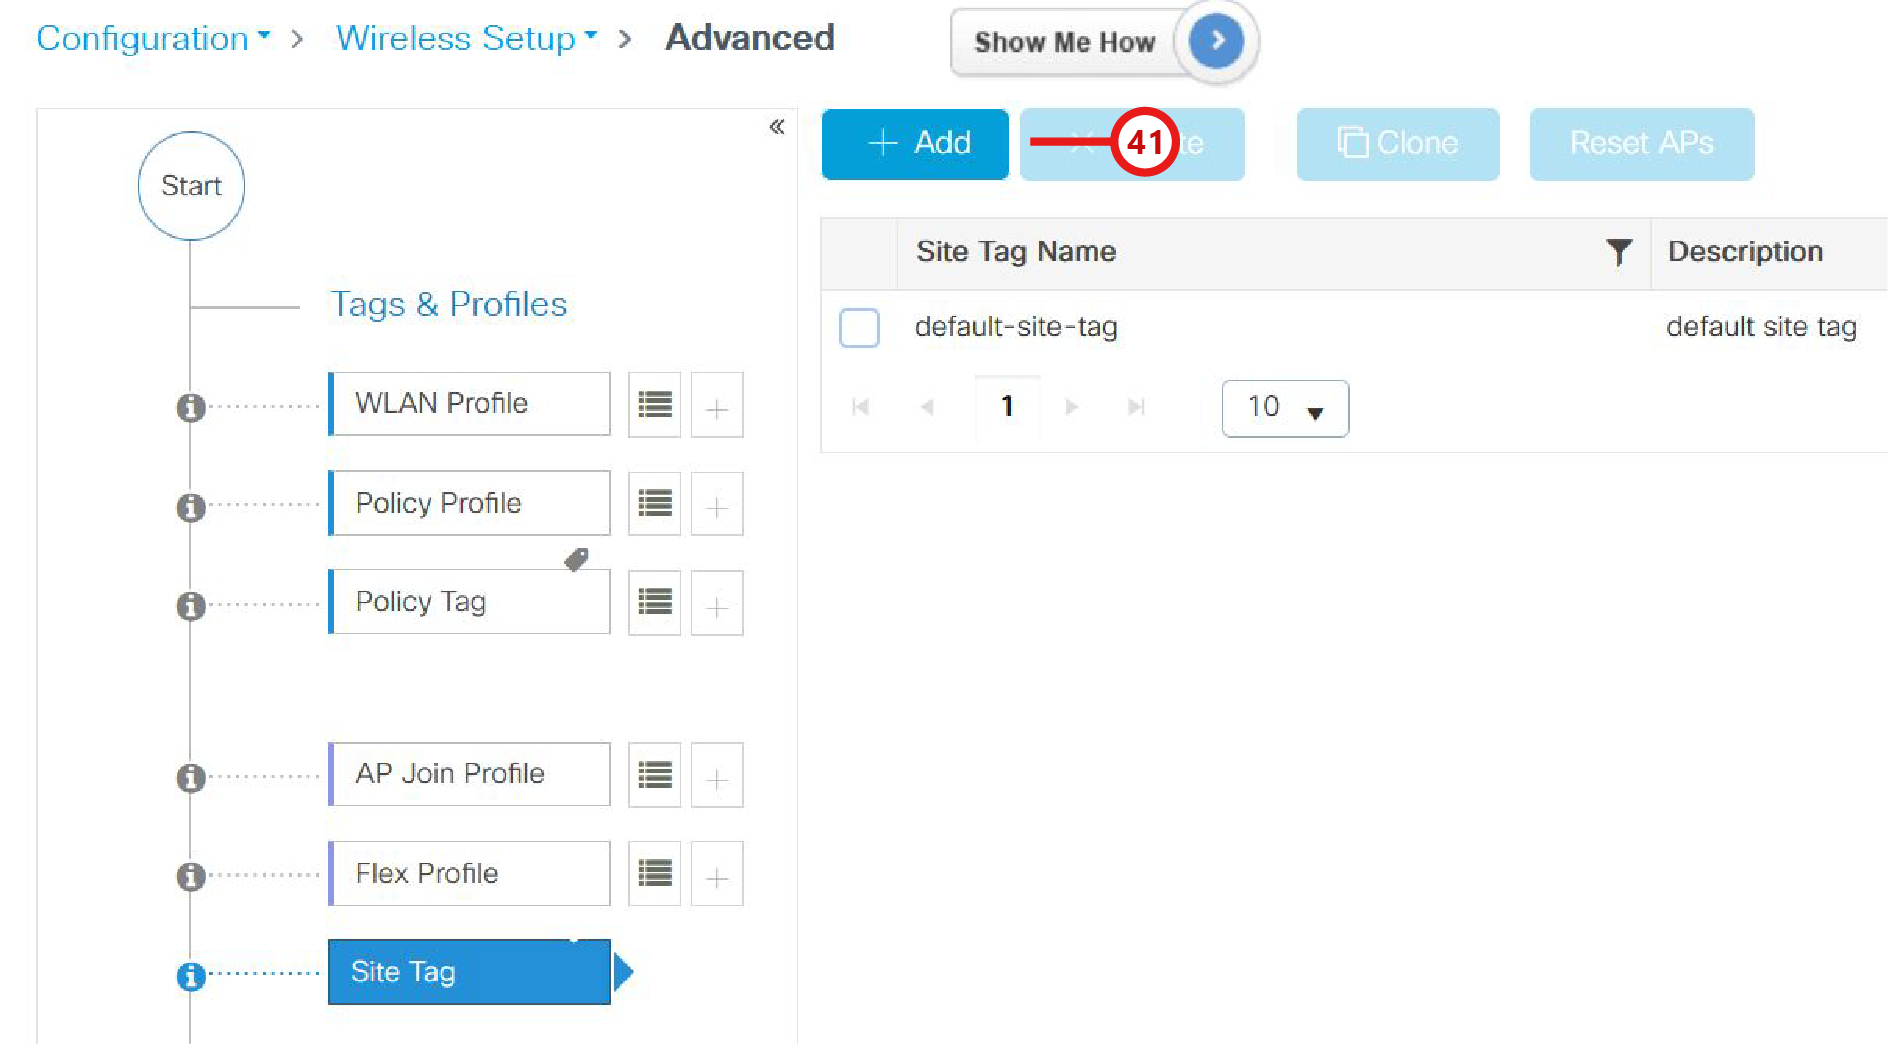 Configuration > Wireless Setup > Advanced
Show Me How
Start
Tags & Profiles
WLAN Profile
Policy Profile
Policy Tag
AP Join Profile
Flex Profile
Site Tag
+ Add
41
Clone
Reset APs
Site Tag Name Description
default-site-tag default site tag
1 10